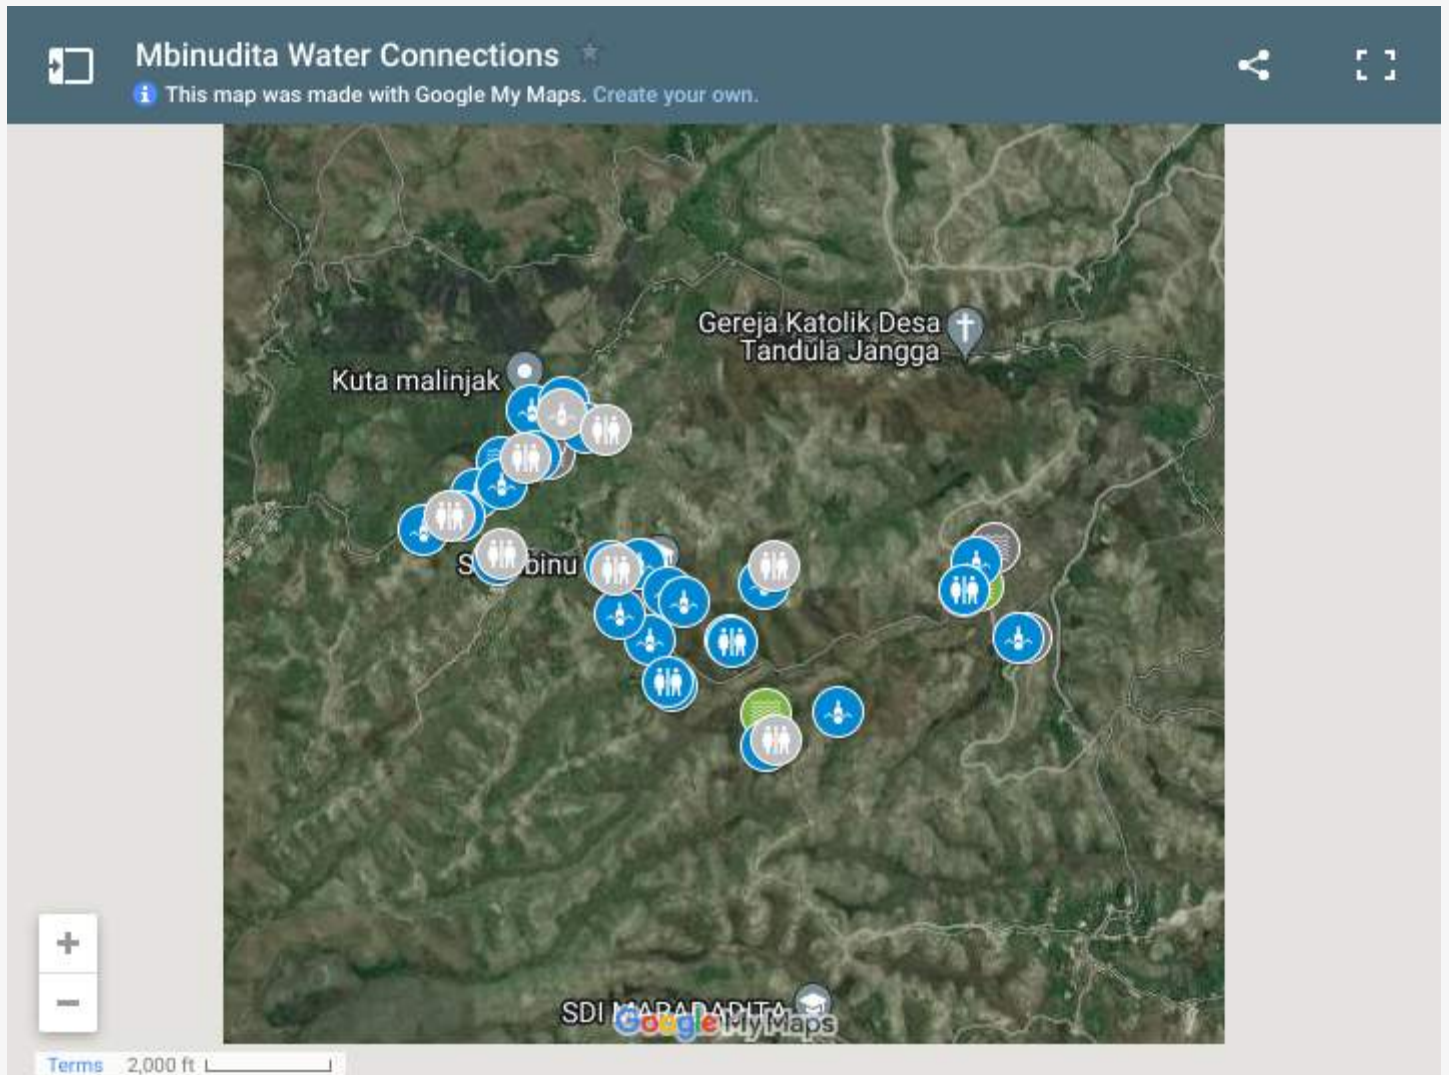 Mbinudita Water Connections
This map was made with Google My Maps. Create your own.
Gereja Katolik Desa
Tandula Jangga
Kuta malinjak
binu
SDI MARADADITA
Google My Maps
+
−
Terms 2,000 ft